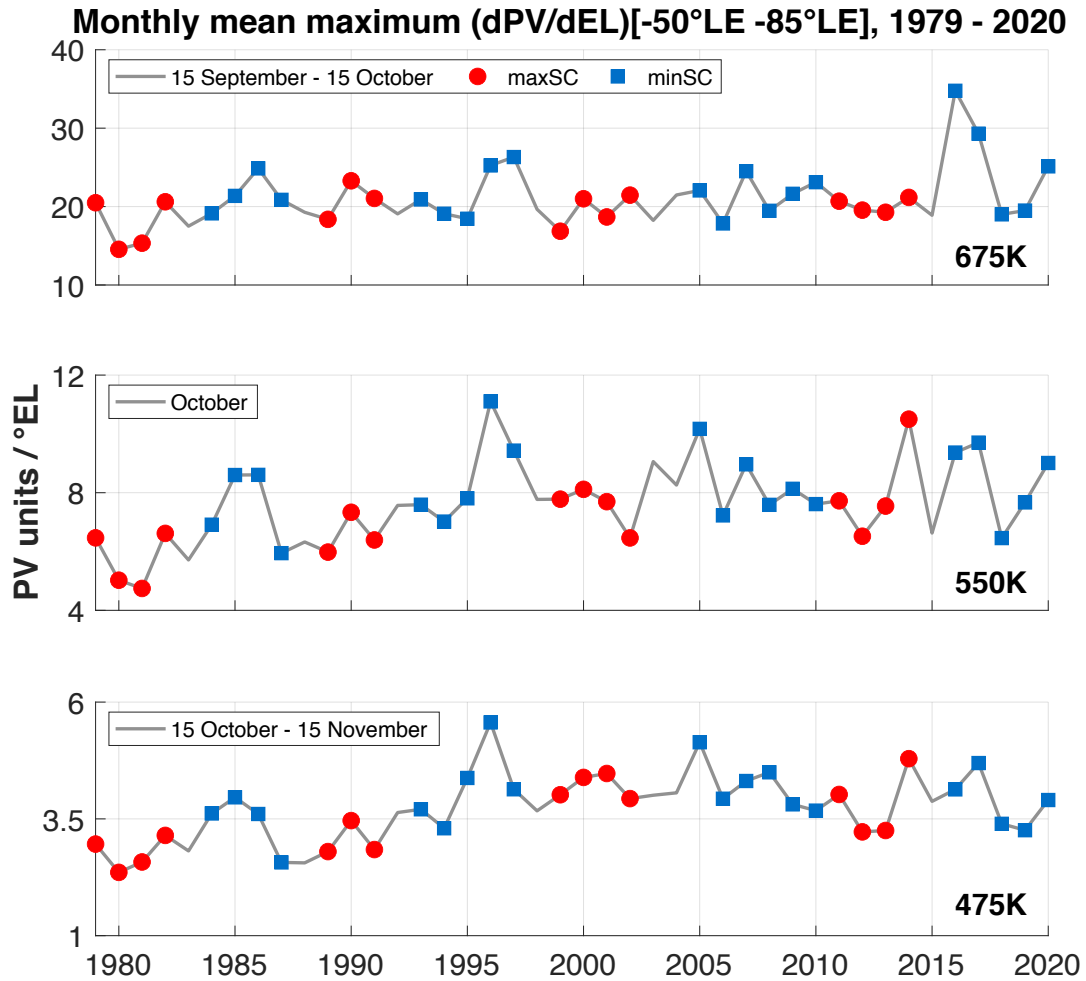 Monthly mean maximum (dPV/dEL)[-50°LE -85°LE], 1979 - 2020
40
15 September - 15 October maxSC minSC
30
20
675K
10
12
October
8
550K
4
PV units / °EL
6
15 October - 15 November
3.5
475K
1
1980 1985 1990 1995 2000 2005 2010 2015 2020